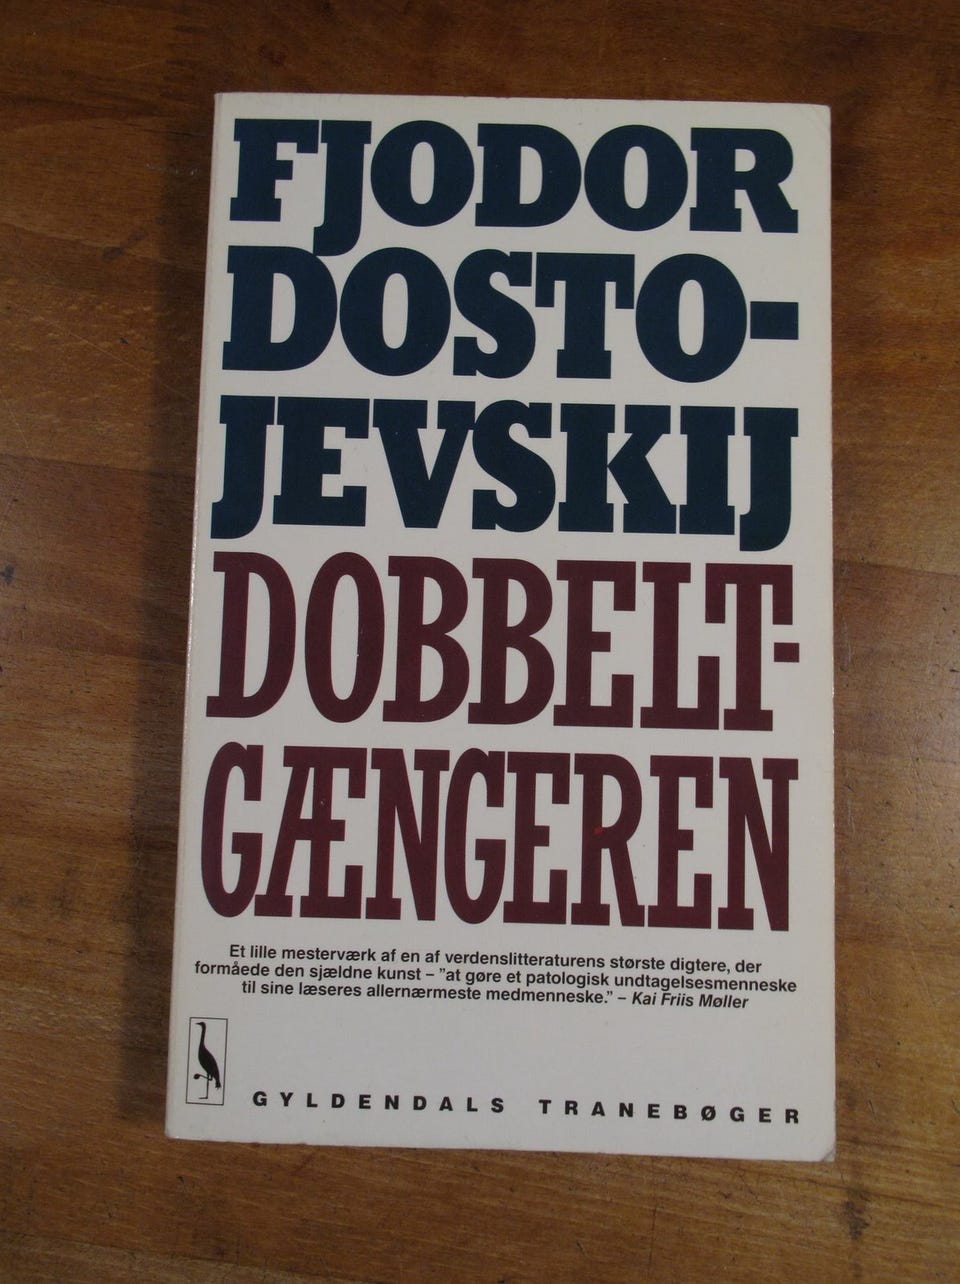 FJODOR
DOSTO-
JEVSKIJ
DOBBELT-
GÆNGEREN
Et lille mesterværk af en af verdenslitteraturens største digtere, der
formåede den sjældne kunst – ”at gøre et patologisk undtagelsesmenneske
til sine læseres allernærmeste medmenneske.” – Kai Friis Møller
GYLDENDALS TRANEBØGER